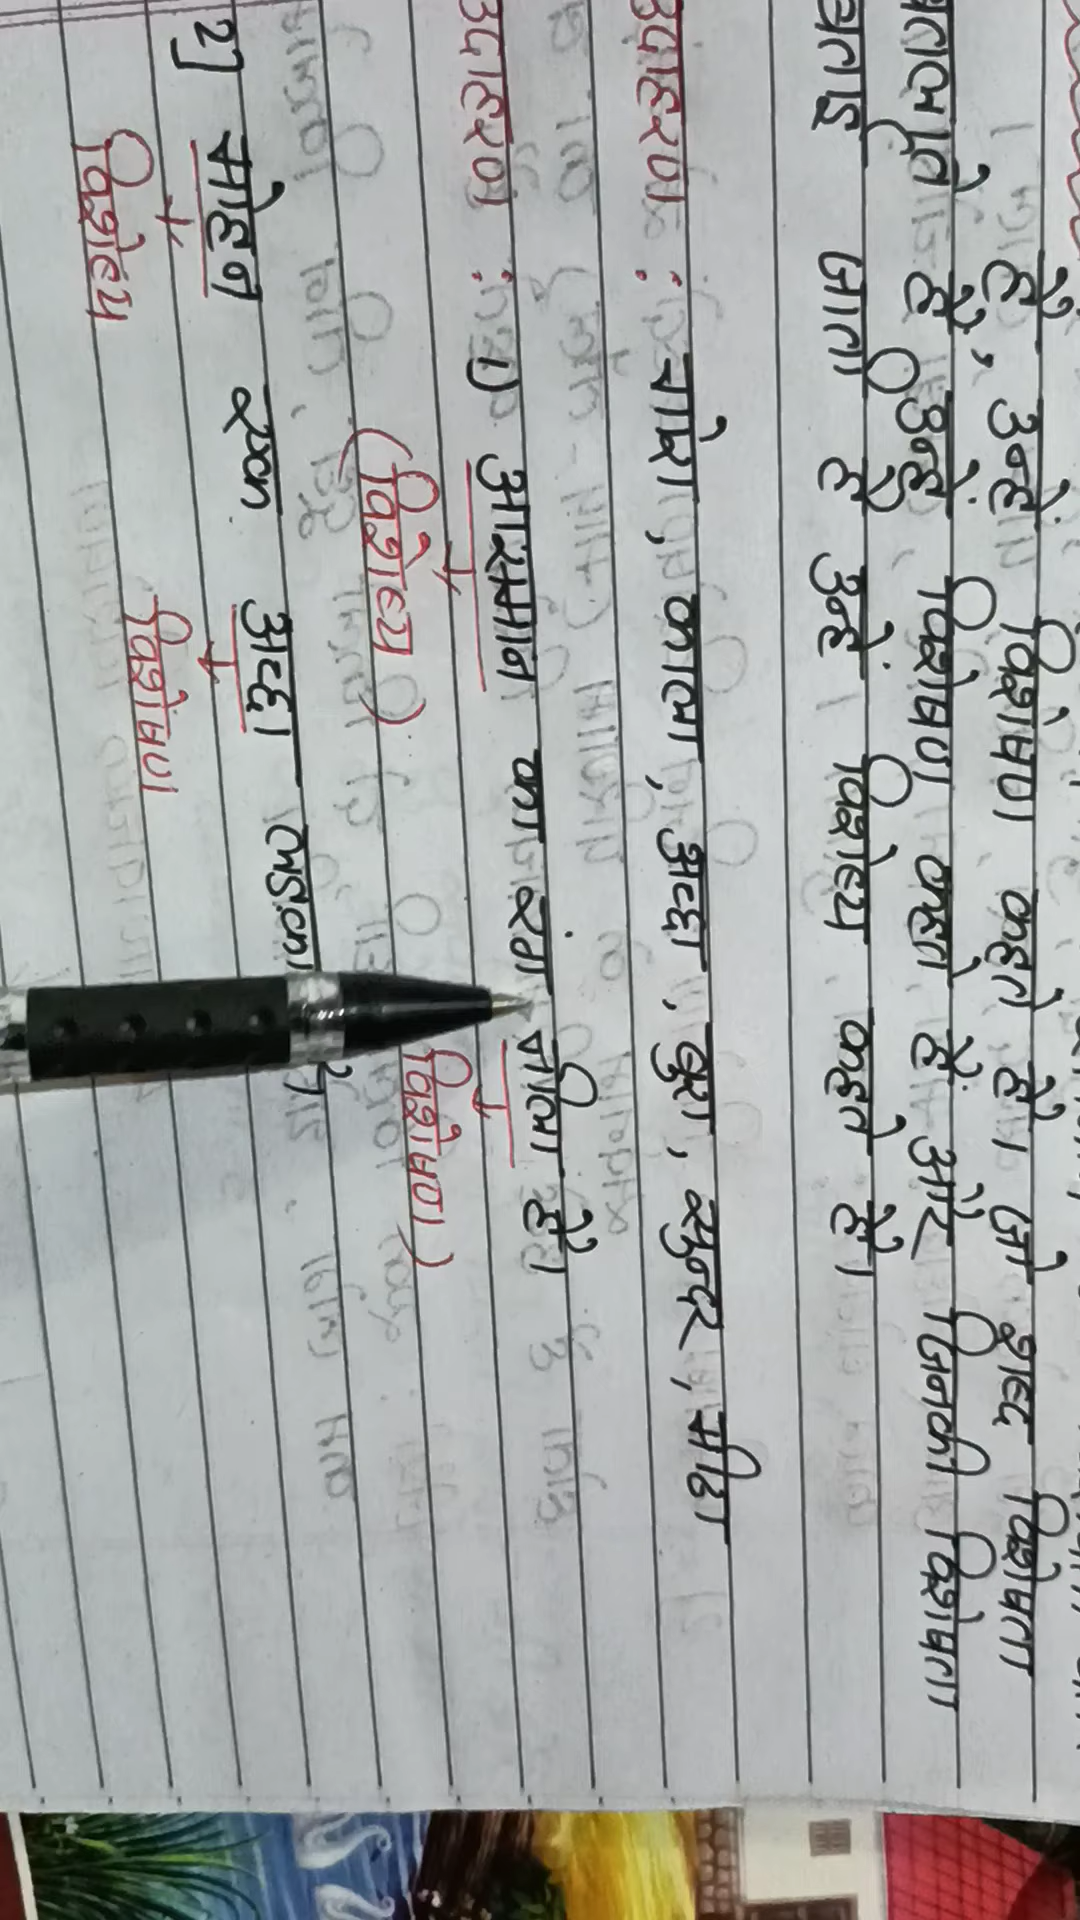 है, उन्हें विशेषण कहते है। जो शब्द विशेषता
बतलाते है उन्हें विशेषण कहते हैं और जिनकी विशेषता
बताई जाती है उन्हें विशेष्य कहते है।
उदाहरण : गोरा, काला, अच्छा, बुरा, सुन्दर, मीठा
उदाहरण : 1) आसमान का रंग नीला है।
(विशेष्य) विशेषण)
2] मोहन एक अच्छा लड़का
विशेष्य विशेषण